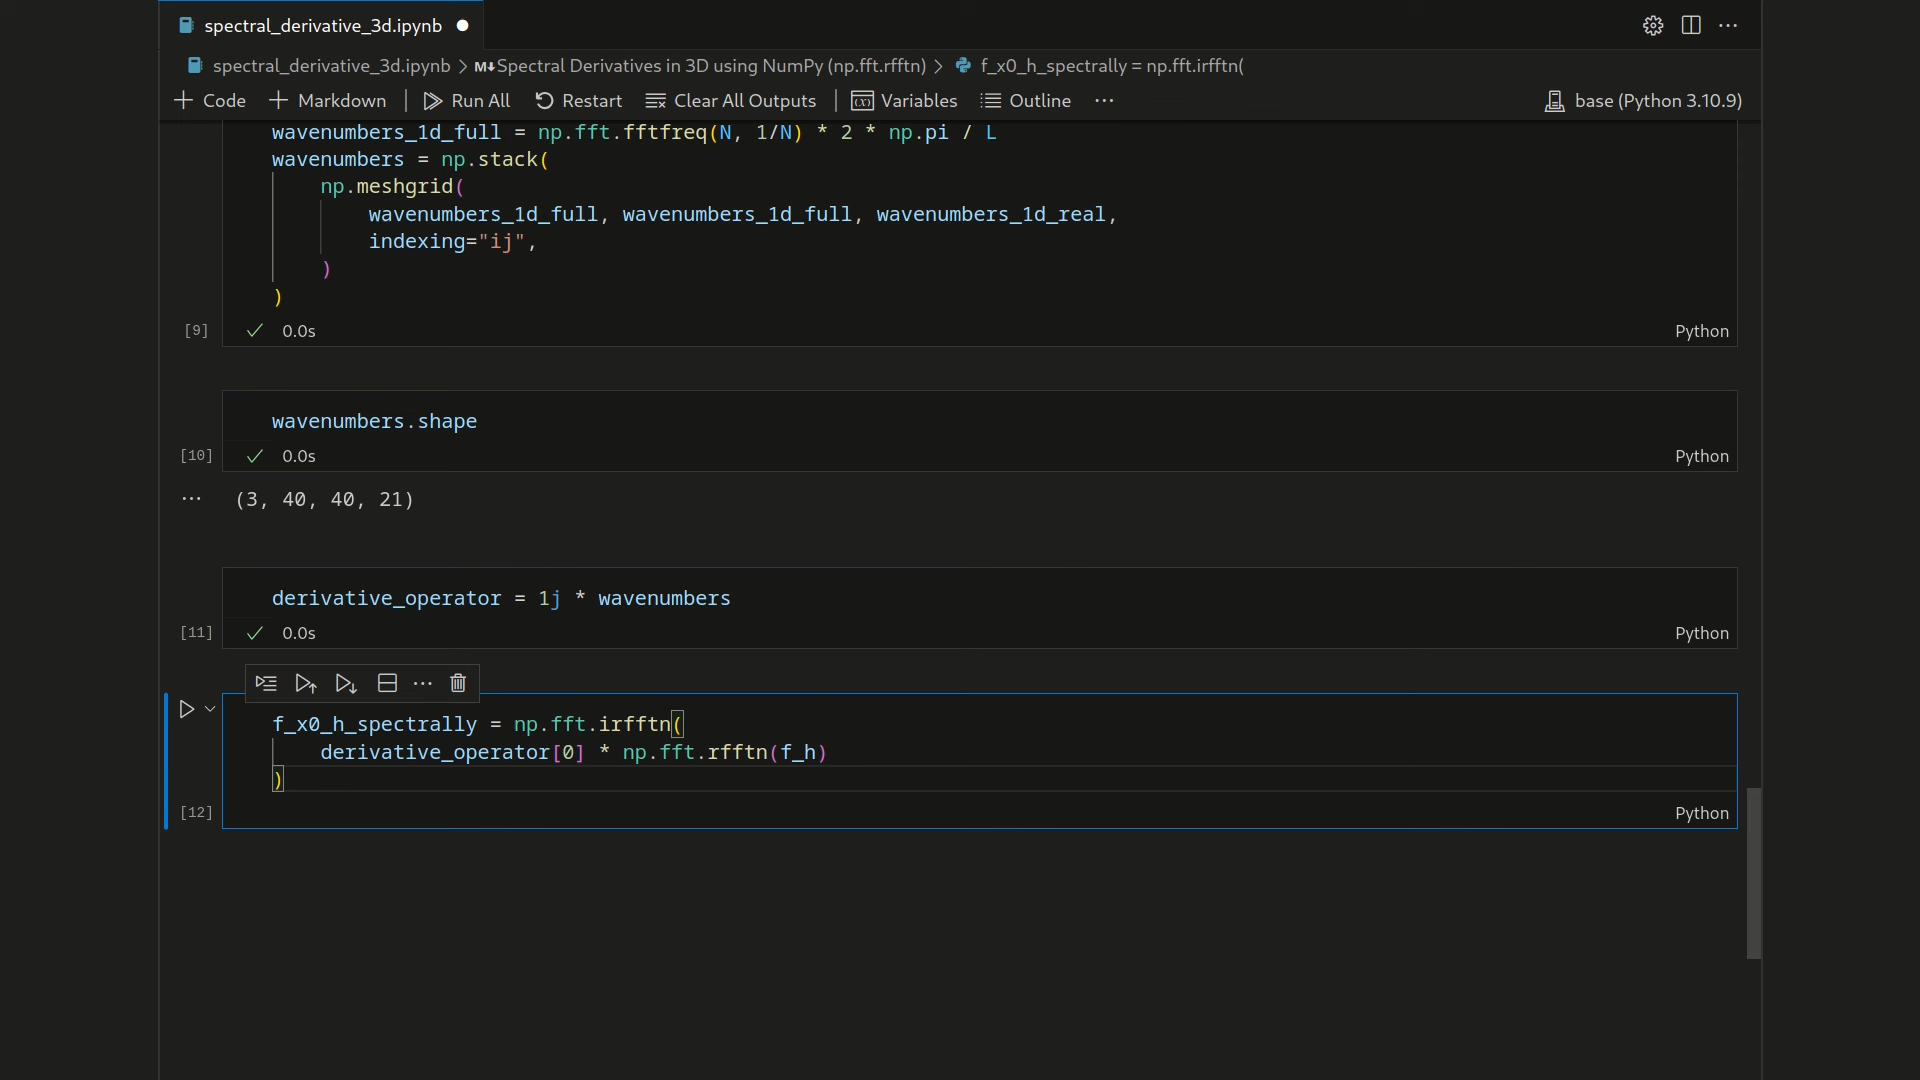 spectral_derivative_3d.ipynb
spectral_derivative_3d.ipynb > M↓Spectral Derivatives in 3D using NumPy (np.fft.rfftn) > f_x0_h_spectrally = np.fft.irfftn(
+ Code + Markdown | Run All Restart Clear All Outputs | Variables Outline ··· base (Python 3.10.9)
wavenumbers_1d_full = np.fft.fftfreq(N, 1/N) * 2 * np.pi / L
wavenumbers = np.stack(
np.meshgrid(
wavenumbers_1d_full, wavenumbers_1d_full, wavenumbers_1d_real,
indexing="ij",
)
)
[9] 0.0s Python
wavenumbers.shape
[10] 0.0s Python
··· (3, 40, 40, 21)
derivative_operator = 1j * wavenumbers
[11] 0.0s Python
f_x0_h_spectrally = np.fft.irfftn(
derivative_operator[0] * np.fft.rfftn(f_h)
)
[12] Python